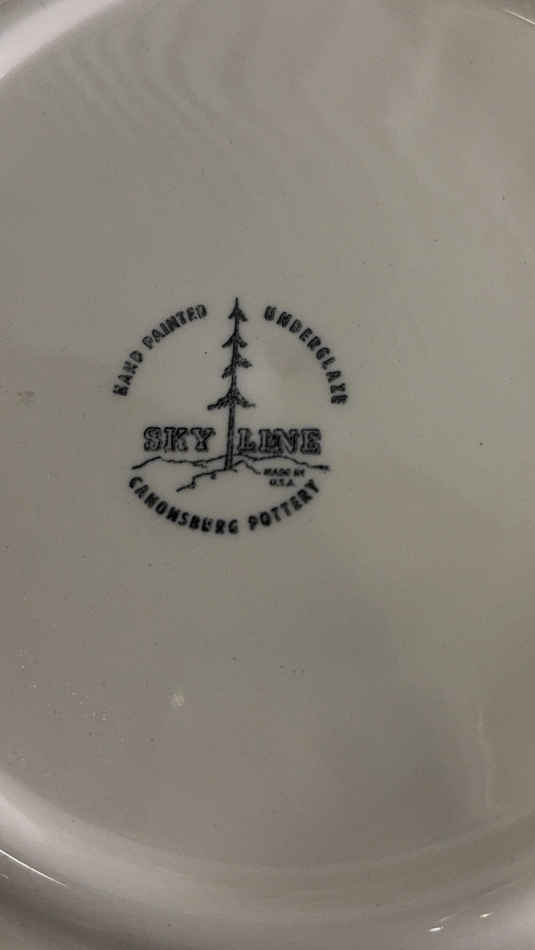 HAND PAINTED UNDERGLAZE
SKY LINE
MADE IN
U.S.A.
CANONSBURG POTTERY